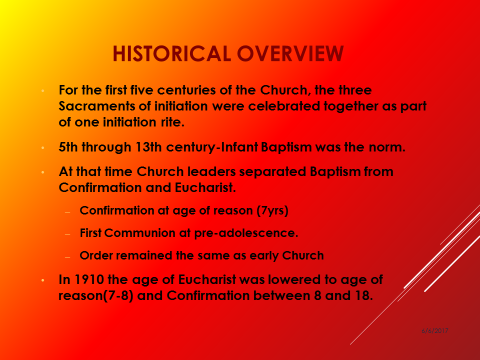 HISTORICAL OVERVIEW
For the first five centuries of the Church, the three
Sacraments of initiation were celebrated together as part
of one initiation rite.
5th through 13th century-Infant Baptism was the norm.
At that time Church leaders separated Baptism from
Confirmation and Eucharist.
– Confirmation at age of reason (7yrs)
– First Communion at pre-adolescence.
– Order remained the same as early Church
In 1910 the age of Eucharist was lowered to age of
reason(7-8) and Confirmation between 8 and 18.